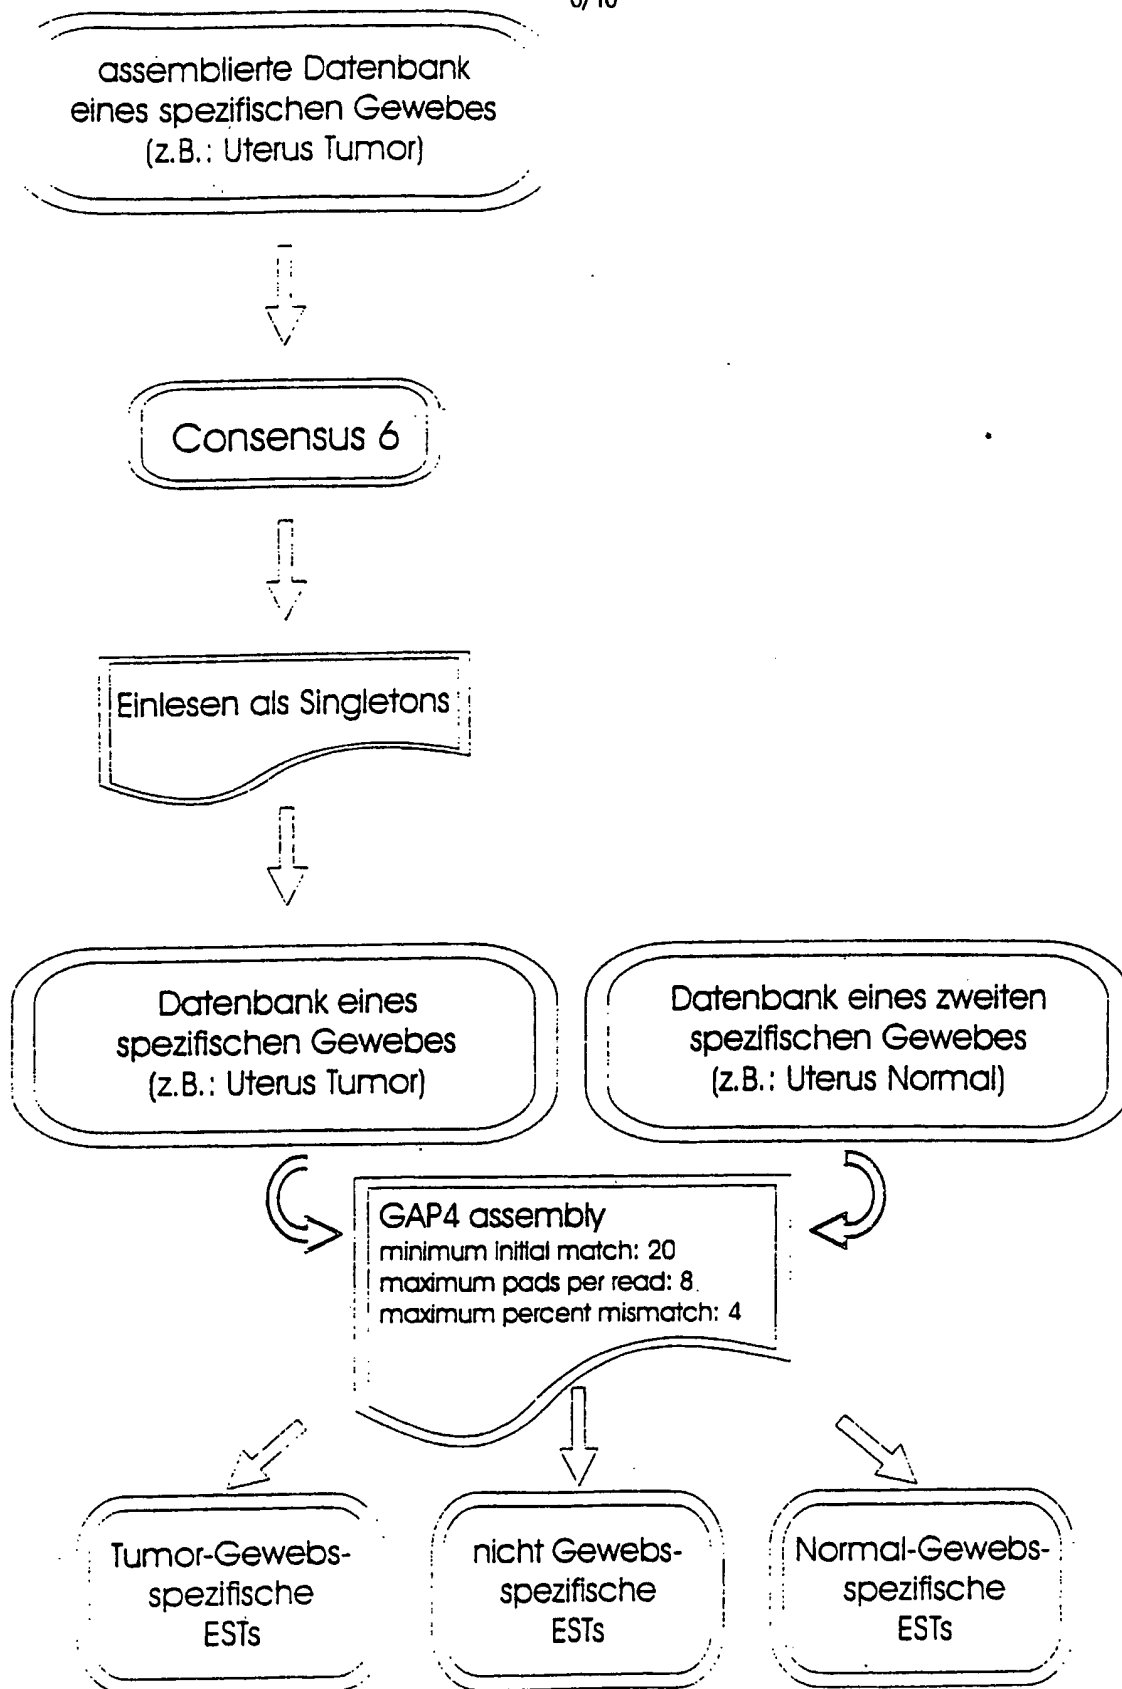 assemblierte Datenbank
eines spezifischen Gewebes
(z.B.: Uterus Tumor)
Consensus 6
Einlesen als Singletons
Datenbank eines
spezifischen Gewebes
(z.B.: Uterus Tumor)
Datenbank eines zweiten
spezifischen Gewebes
(z.B.: Uterus Normal)
GAP4 assembly
minimum initial match: 20
maximum pads per read: 8
maximum percent mismatch: 4
Tumor-Gewebs-
spezifische
ESTs
nicht Gewebs-
spezifische
ESTs
Normal-Gewebs-
spezifische
ESTs